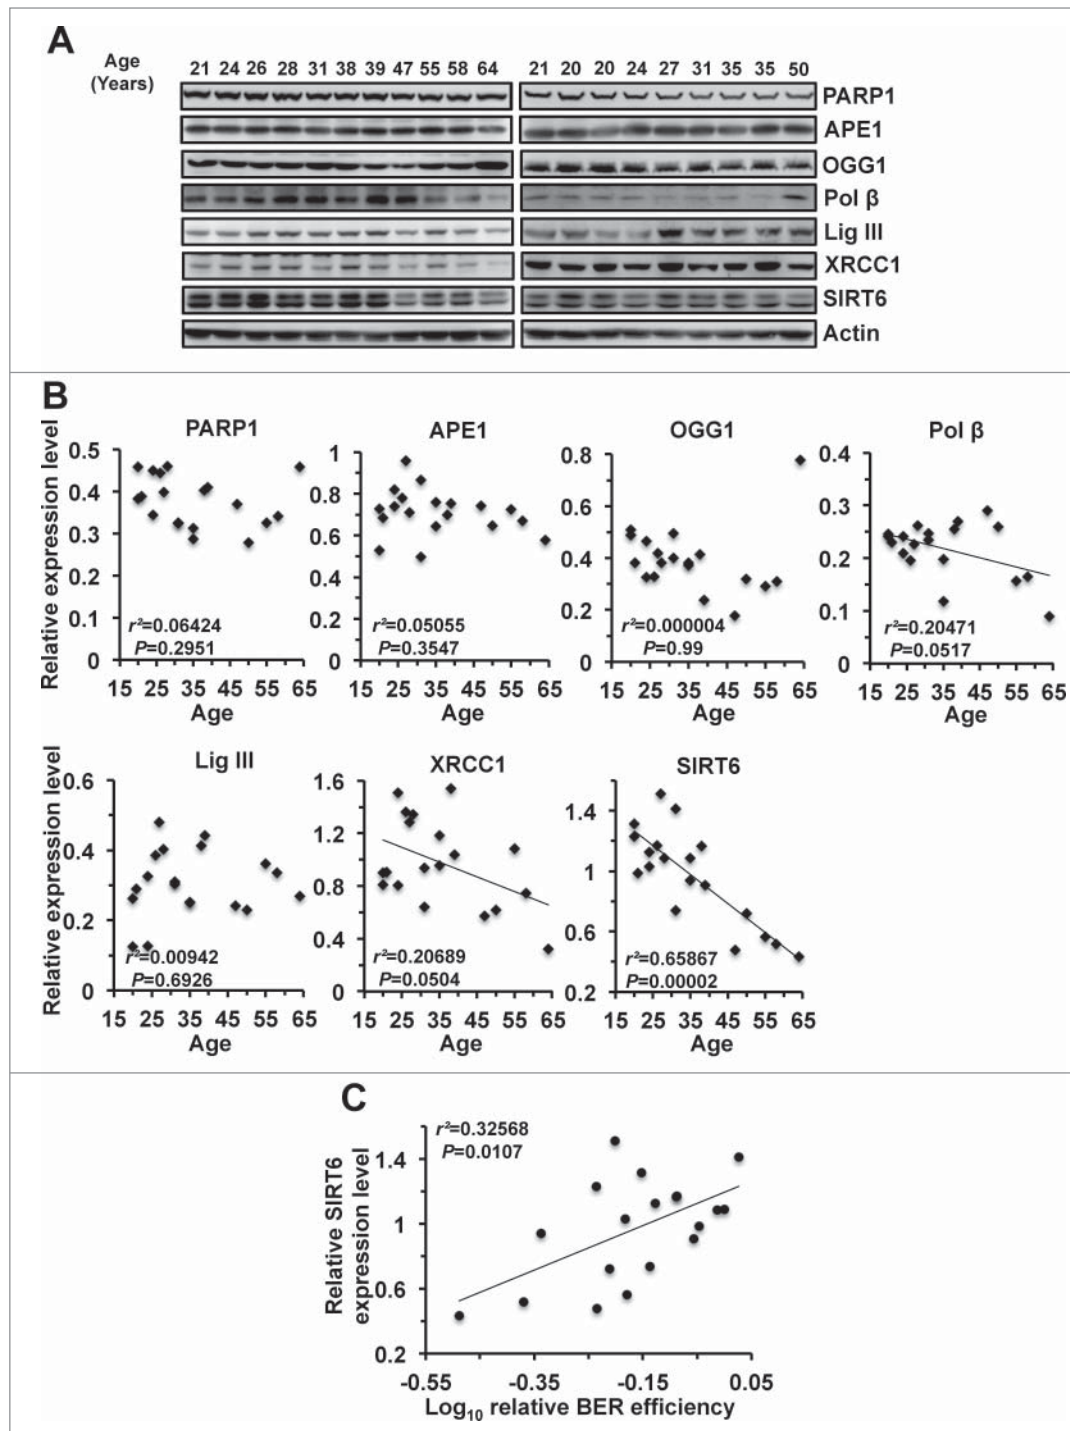 A
Age
(Years)
21 24 26 28 31 38 39 47 55 58 64
21 20 20 24 27 31 35 35 50
PARP1
APE1
OGG1
Pol β
Lig III
XRCC1
SIRT6
Actin
B
Relative expression level
PARP1
0.5
0.4
0.3
0.2
0.1
0
r²=0.06424
P=0.2951
15 25 35 45 55 65
Age
APE1
1
0.8
0.6
0.4
0.2
0
r²=0.05055
P=0.3547
15 25 35 45 55 65
Age
OGG1
0.8
0.6
0.4
0.2
0
r²=0.000004
P=0.99
15 25 35 45 55 65
Age
Pol β
0.4
0.3
0.2
0.1
0
r²=0.20471
P=0.0517
15 25 35 45 55 65
Age
Relative expression level
Lig III
0.6
0.4
0.2
0
r²=0.00942
P=0.6926
15 25 35 45 55 65
Age
XRCC1
1.6
1.2
0.8
0.4
0
r²=0.20689
P=0.0504
15 25 35 45 55 65
Age
SIRT6
1.4
1
0.6
0.2
r²=0.65867
P=0.00002
15 25 35 45 55 65
Age
C
Relative SIRT6
expression level
r²=0.32568
P=0.0107
1.4
1
0.6
0.2
-0.55 -0.35 -0.15 0.05
Log₁₀ relative BER efficiency